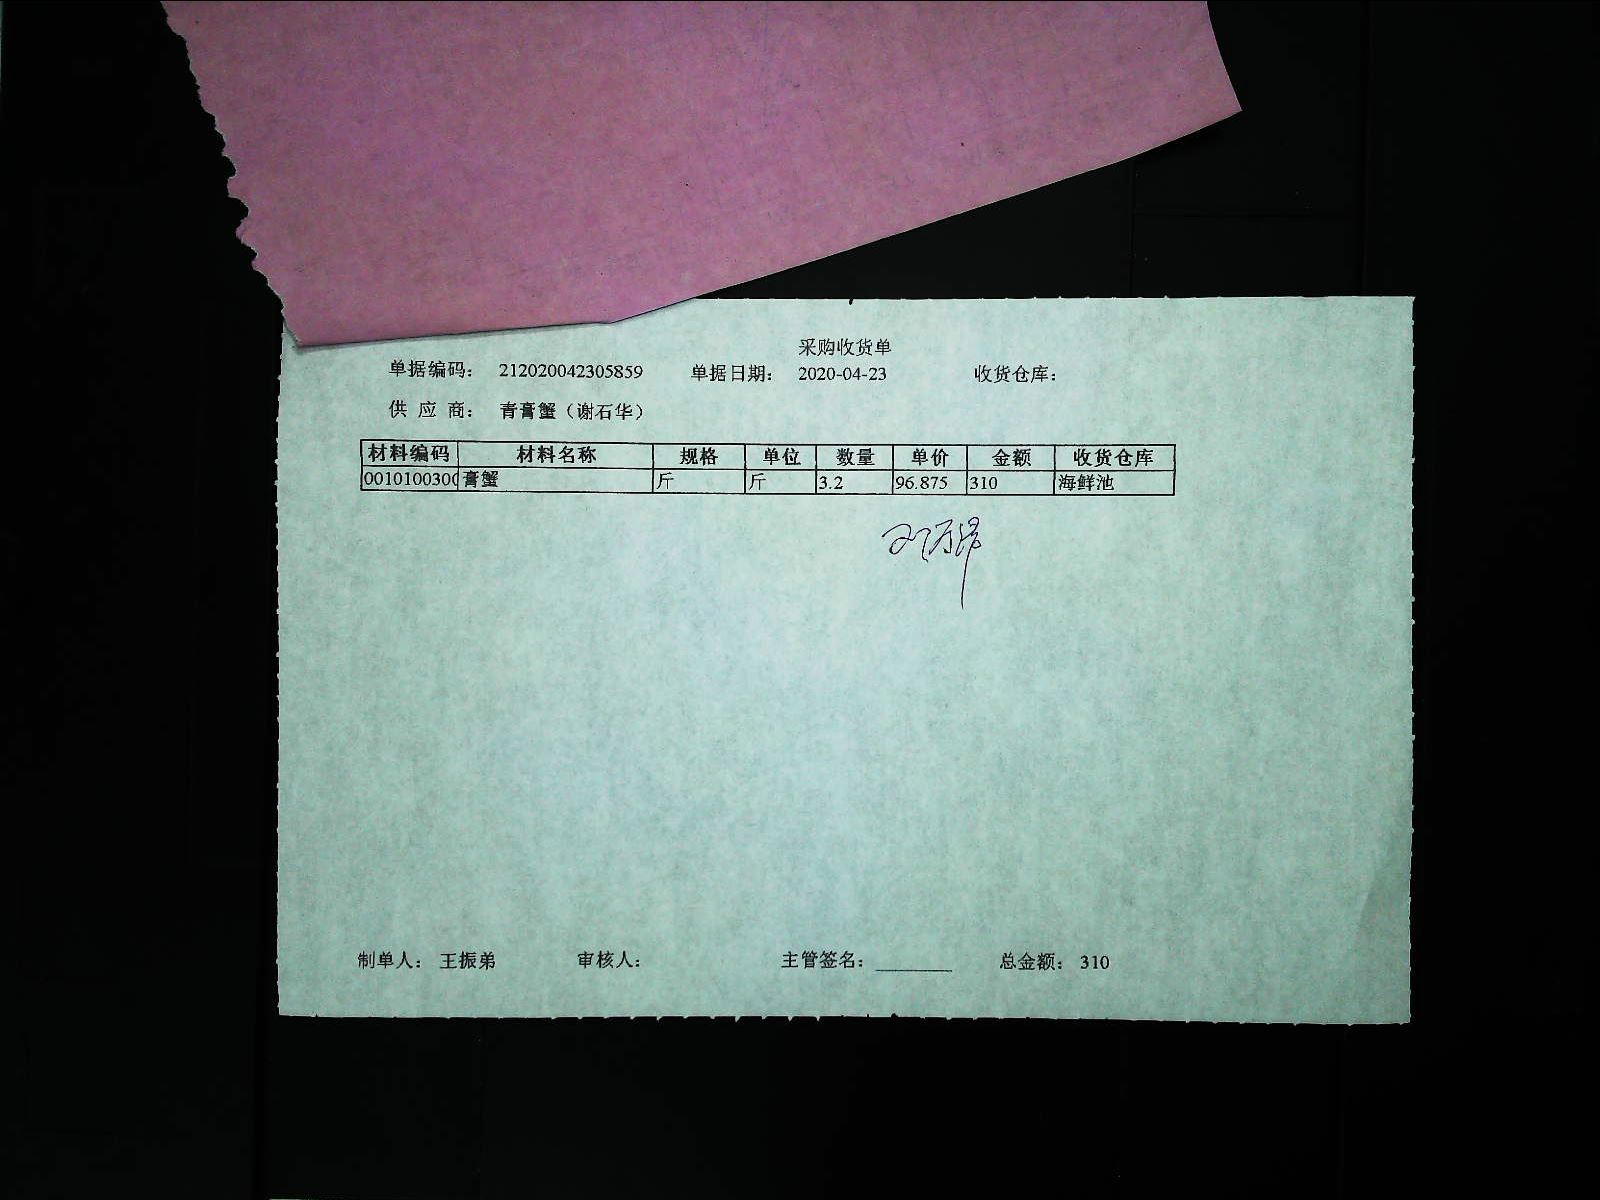 采购收货单
单据编码： 212020042305859 单据日期： 2020-04-23 收货仓库：
供 应 商： 青膏蟹（谢石华）
材料编码 材料名称 规格 单位 数量 单价 金额 收货仓库
0010100300 膏蟹 斤 斤 3.2 96.875 310 海鲜池
制单人： 王振弟 审核人： 主管签名： 总金额： 310